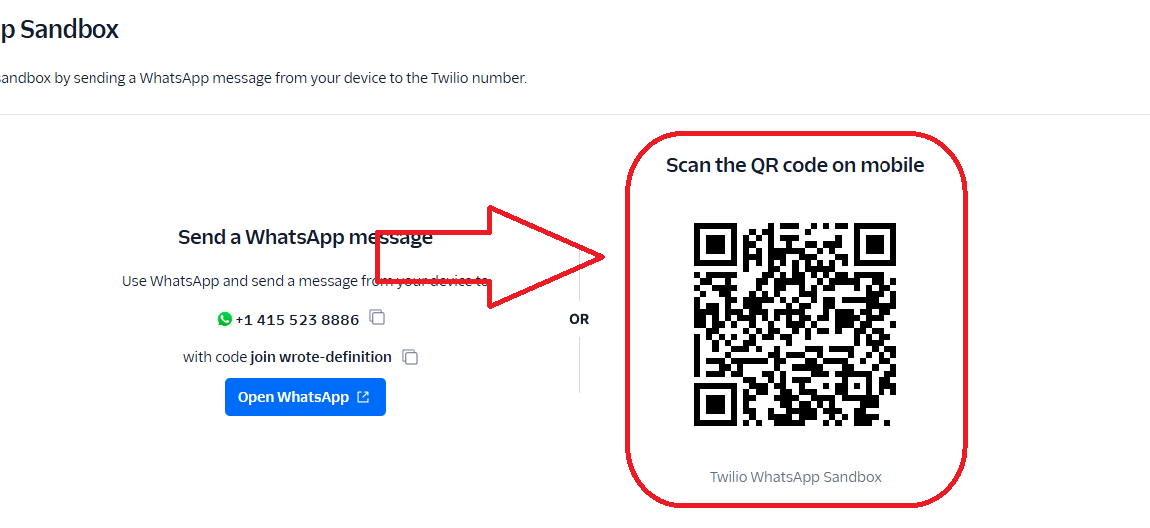 p Sandbox
sandbox by sending a WhatsApp message from your device to the Twilio number.
Send a WhatsApp message
Use WhatsApp and send a message from your device to
+1 415 523 8886
with code join wrote-definition
Open WhatsApp
OR
Scan the QR code on mobile
Twilio WhatsApp Sandbox